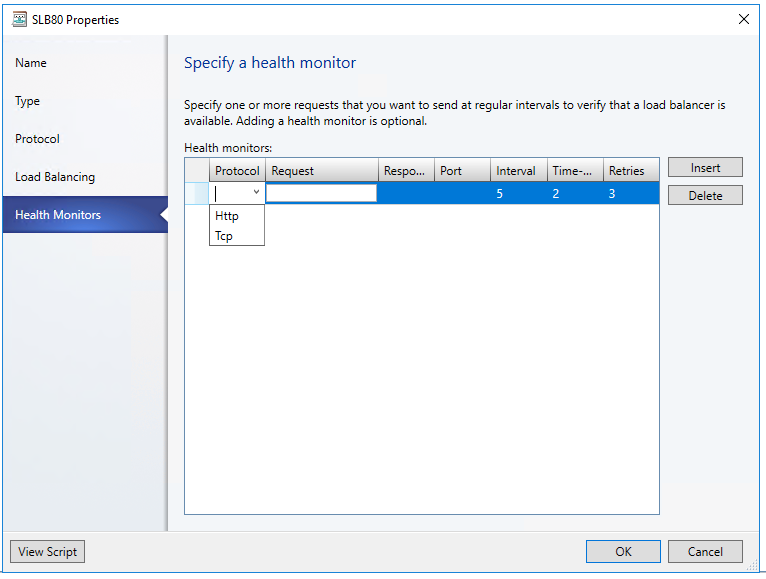 SLB80 Properties
Name
Type
Protocol
Load Balancing
Health Monitors
Specify a health monitor
Specify one or more requests that you want to send at regular intervals to verify that a load balancer is
available. Adding a health monitor is optional.
Health monitors:
Protocol Request Respo... Port Interval Time-... Retries
5 2 3
Http
Tcp
Insert
Delete
View Script
OK Cancel